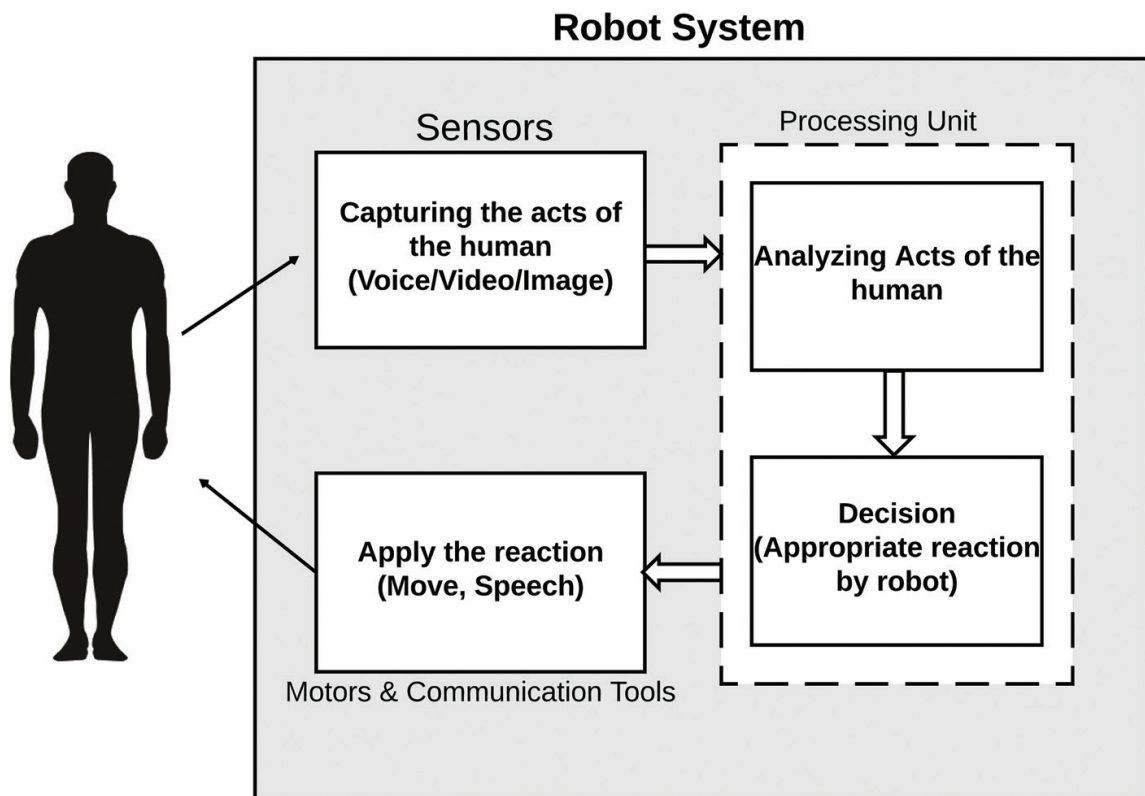 Robot System
Sensors
Capturing the acts of
the human
(Voice/Video/Image)
Processing Unit
Analyzing Acts of the
human
Decision
(Appropriate reaction
by robot)
Apply the reaction
(Move, Speech)
Motors & Communication Tools